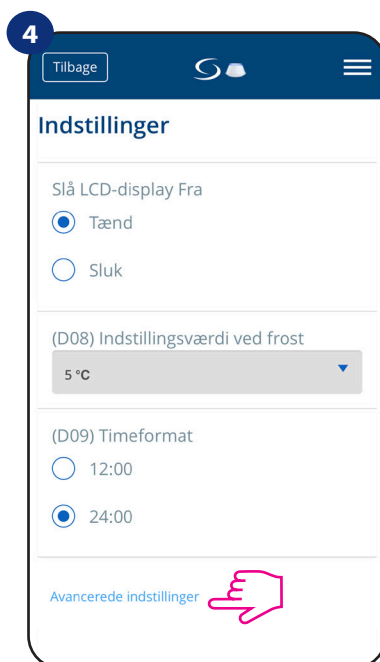 4
Tilbage
Indstillinger
Slå LCD-display Fra
Tænd
Sluk
(D08) Indstillingsværdi ved frost
5 °C
(D09) Timeformat
12:00
24:00
Avancerede indstillinger